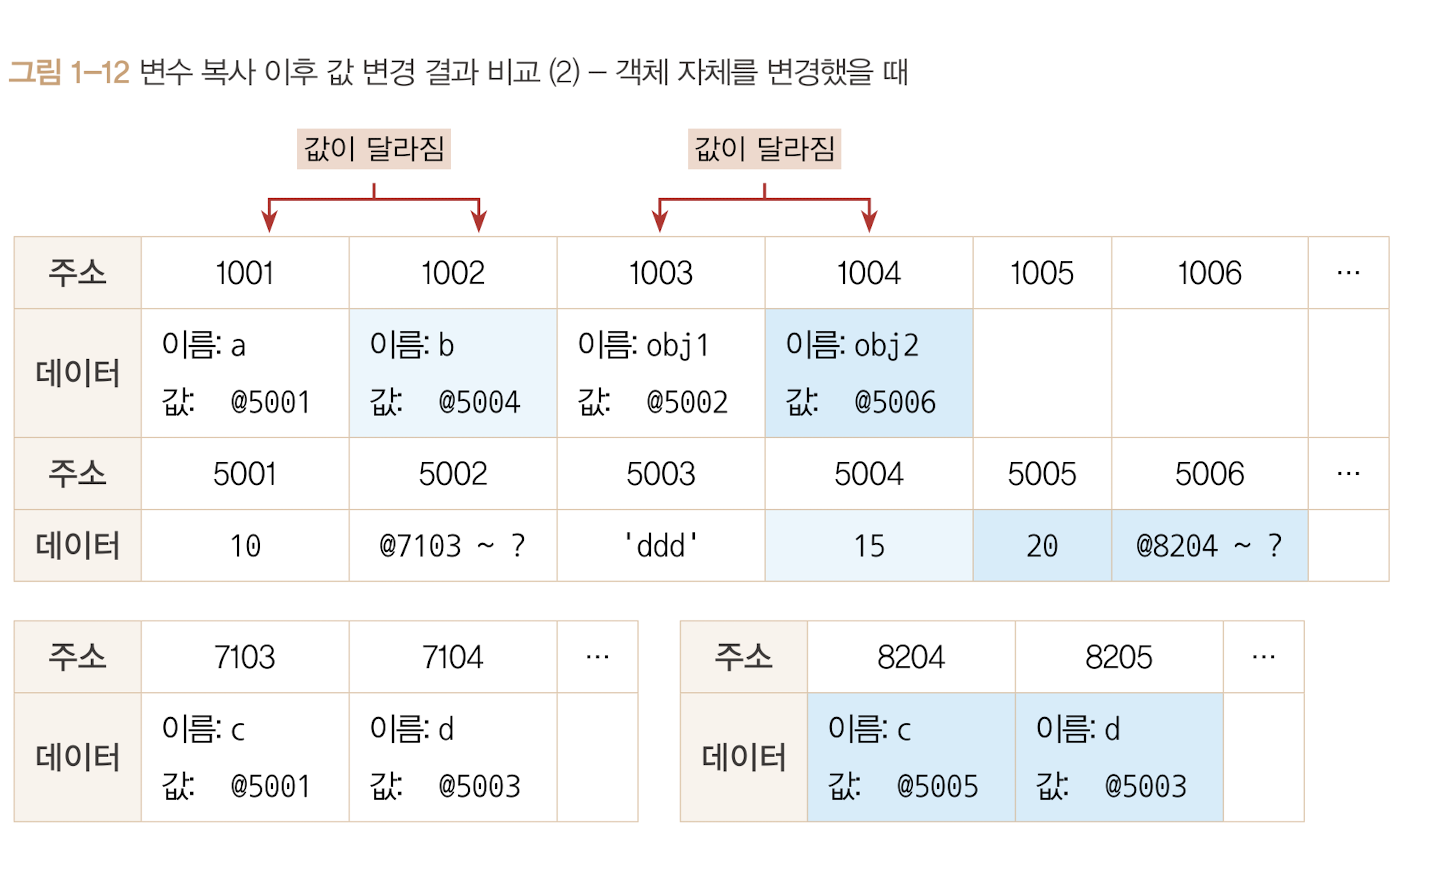 그림 1-12 변수 복사 이후 값 변경 결과 비교 (2) – 객체 자체를 변경했을 때
값이 달라짐 값이 달라짐
주소 1001 1002 1003 1004 1005 1006 ···
데이터
이름: a 이름: b 이름: obj1 이름: obj2
값: @5001 값: @5004 값: @5002 값: @5006
주소 5001 5002 5003 5004 5005 5006 ···
데이터 10 @7103 ~ ? 'ddd' 15 20 @8204 ~ ?
주소 7103 7104 ···
데이터
이름: c 이름: d
값: @5001 값: @5003
주소 8204 8205 ···
데이터
이름: c 이름: d
값: @5005 값: @5003